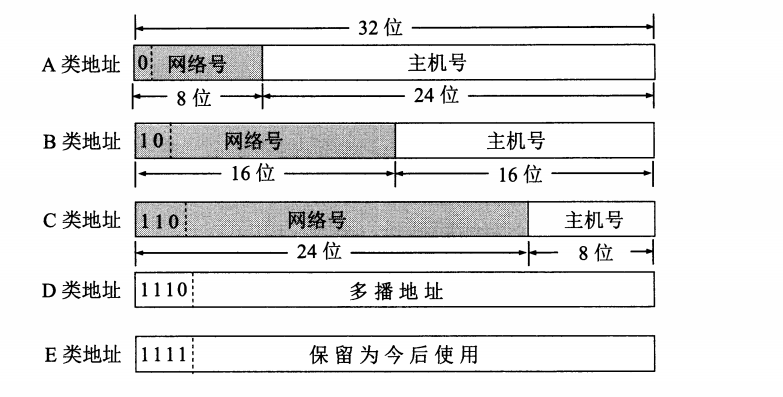 32 位
A 类地址 0 网络号 主机号
8 位 24 位
B 类地址 10 网络号 主机号
16 位 16 位
C 类地址 110 网络号 主机号
24 位 8 位
D 类地址 1110 多播地址
E 类地址 1111 保留为今后使用